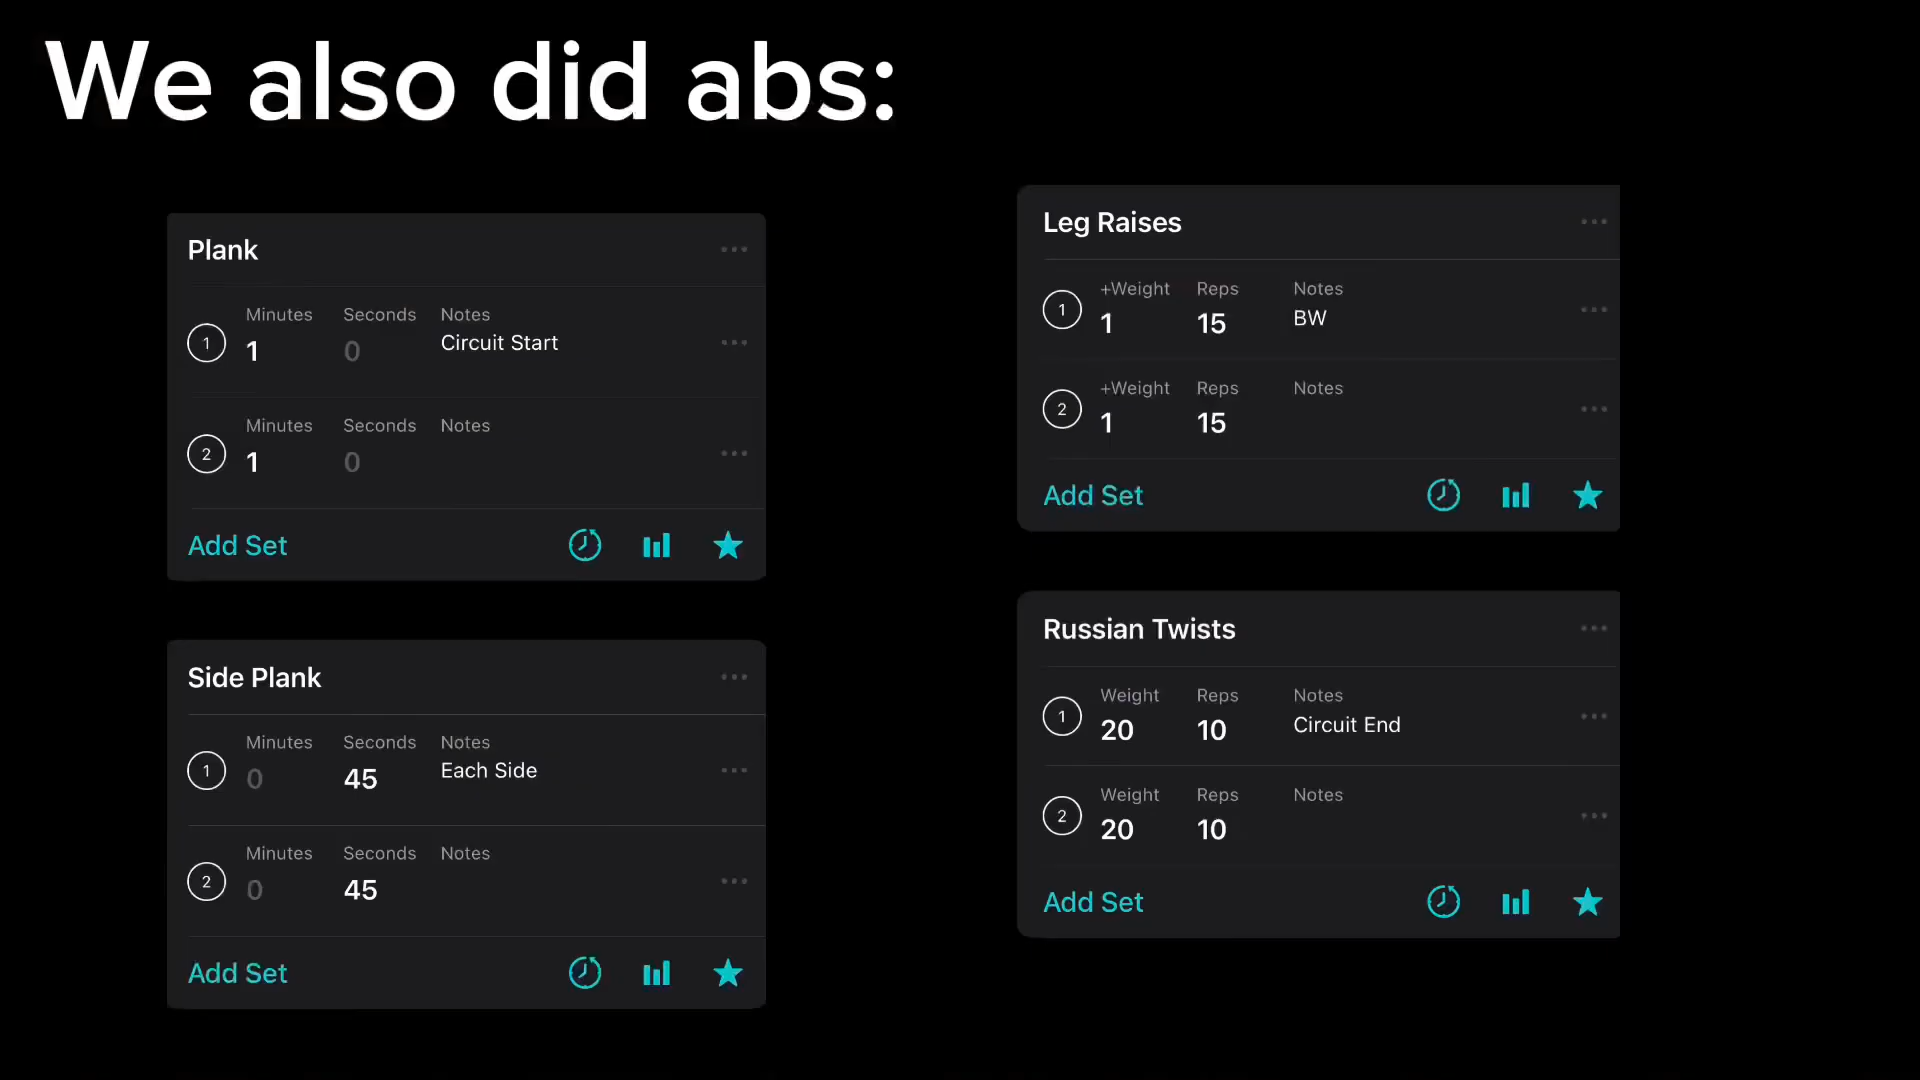 We also did abs:
Plank
Minutes Seconds Notes
1 1 0 Circuit Start
Minutes Seconds Notes
2 1 0
Add Set
Side Plank
Minutes Seconds Notes
1 0 45 Each Side
Minutes Seconds Notes
2 0 45
Add Set
Leg Raises
+Weight Reps Notes
1 1 15 BW
+Weight Reps Notes
2 1 15
Add Set
Russian Twists
Weight Reps Notes
1 20 10 Circuit End
Weight Reps Notes
2 20 10
Add Set